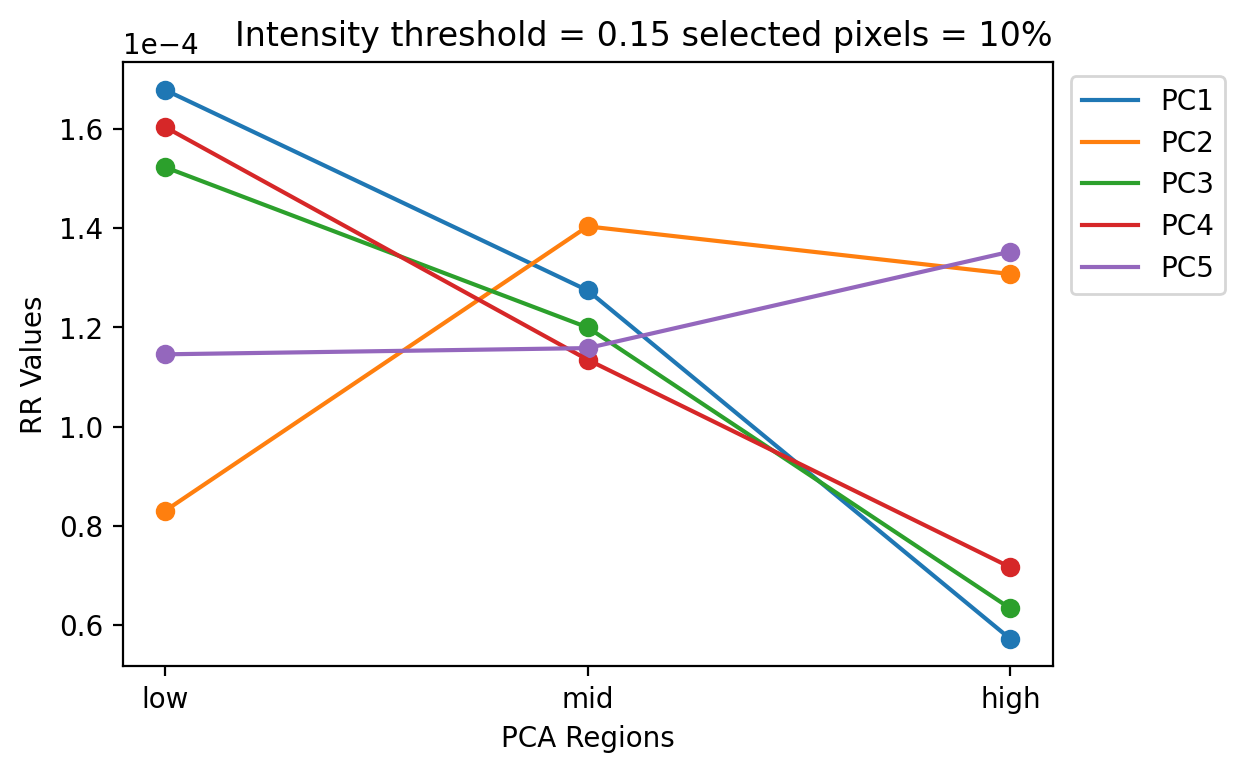 1e−4
Intensity threshold = 0.15 selected pixels = 10%
1.6
1.4
1.2
1.0
0.8
0.6
RR Values
low
mid
high
PCA Regions
PC1
PC2
PC3
PC4
PC5